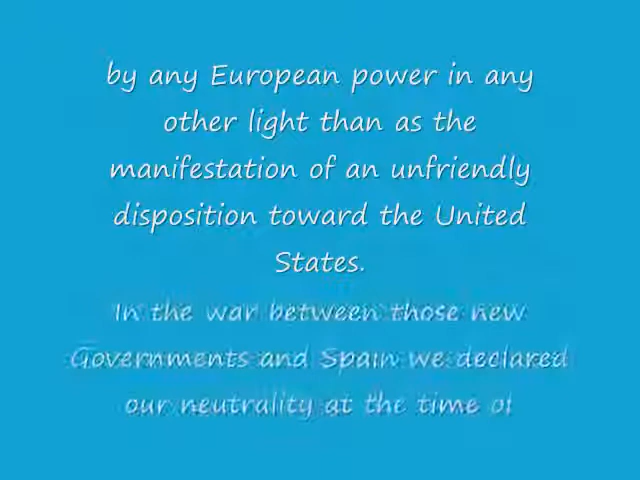 by any European power in any
other light than as the
manifestation of an unfriendly
disposition toward the United
States.
In the war between those new
Governments and Spain we declared
our neutrality at the time of